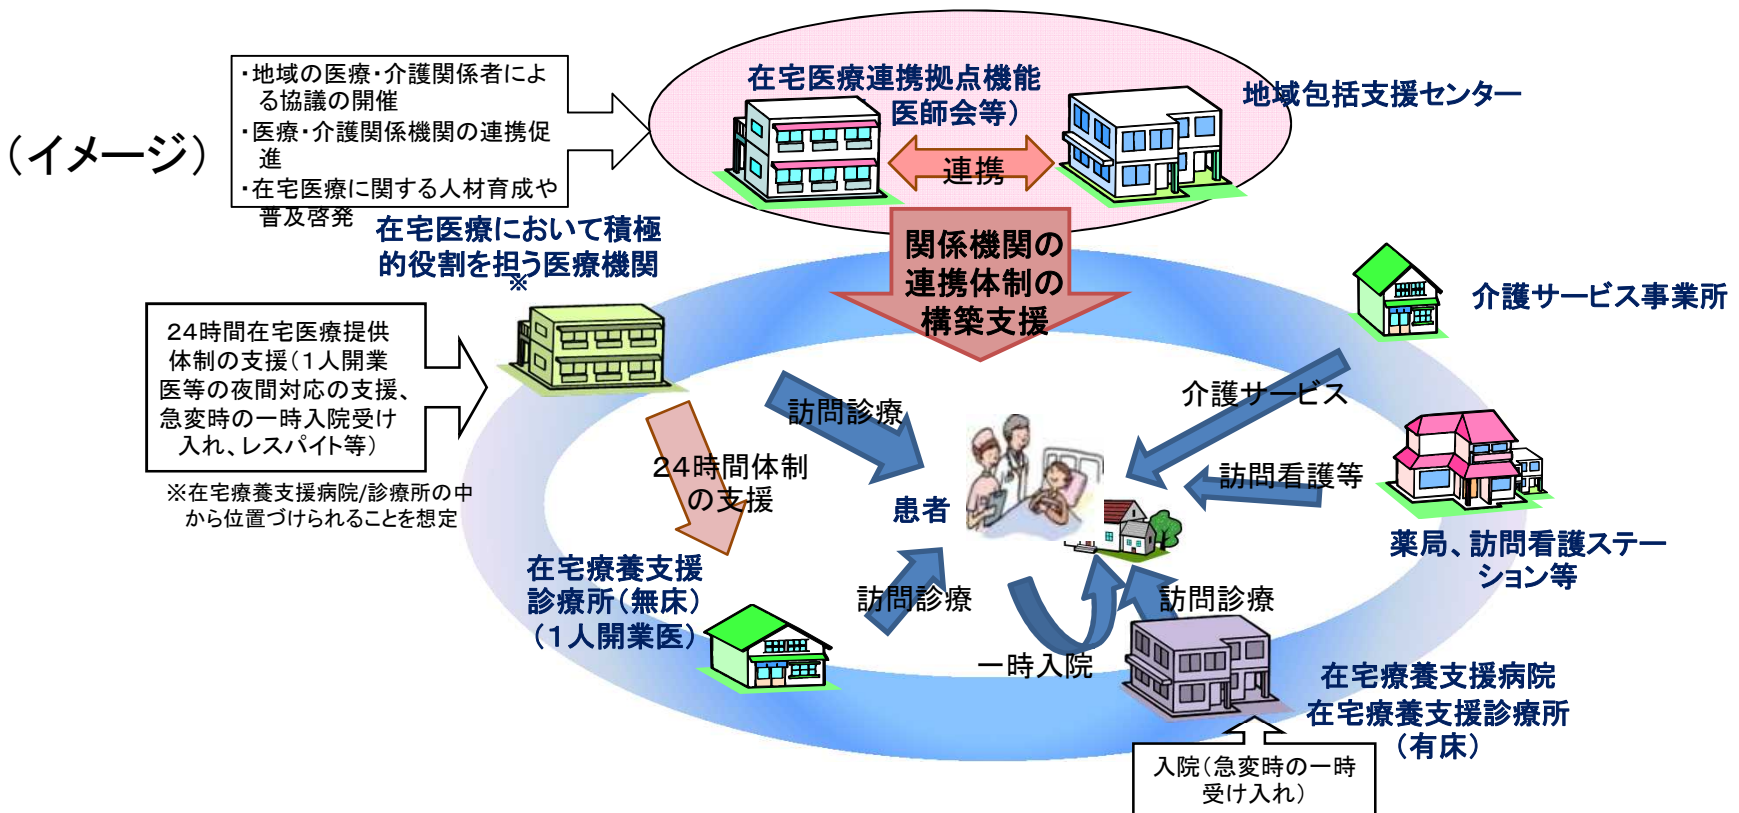 (イメージ)
・地域の医療・介護関係者によ
る協議の開催
・医療・介護関係機関の連携促
進
・在宅医療に関する人材育成や
普及啓発
在宅医療連携拠点機能
医師会等)
地域包括支援センター
連携
関係機関の
連携体制の
構築支援
在宅医療において積極
的役割を担う医療機関
※
24時間在宅医療提供
体制の支援(1人開業
医等の夜間対応の支援、
急変時の一時入院受け
入れ、レスパイト等)
※在宅療養支援病院/診療所の中
から位置づけられることを想定
介護サービス事業所
訪問診療
介護サービス
24時間体制
の支援
訪問看護等
患者
薬局、訪問看護ステー
ション等
在宅療養支援
診療所(無床)
(1人開業医)
訪問診療
訪問診療
一時入院
在宅療養支援病院
在宅療養支援診療所
(有床)
入院(急変時の一時
受け入れ)